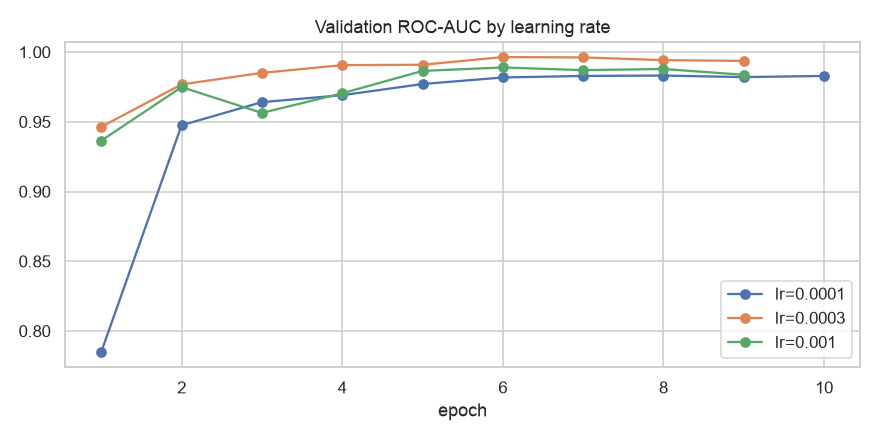 Validation ROC-AUC by learning rate
1.00
0.95
0.90
0.85
0.80
lr=0.0001
lr=0.0003
lr=0.001
2 4 6 8 10
epoch